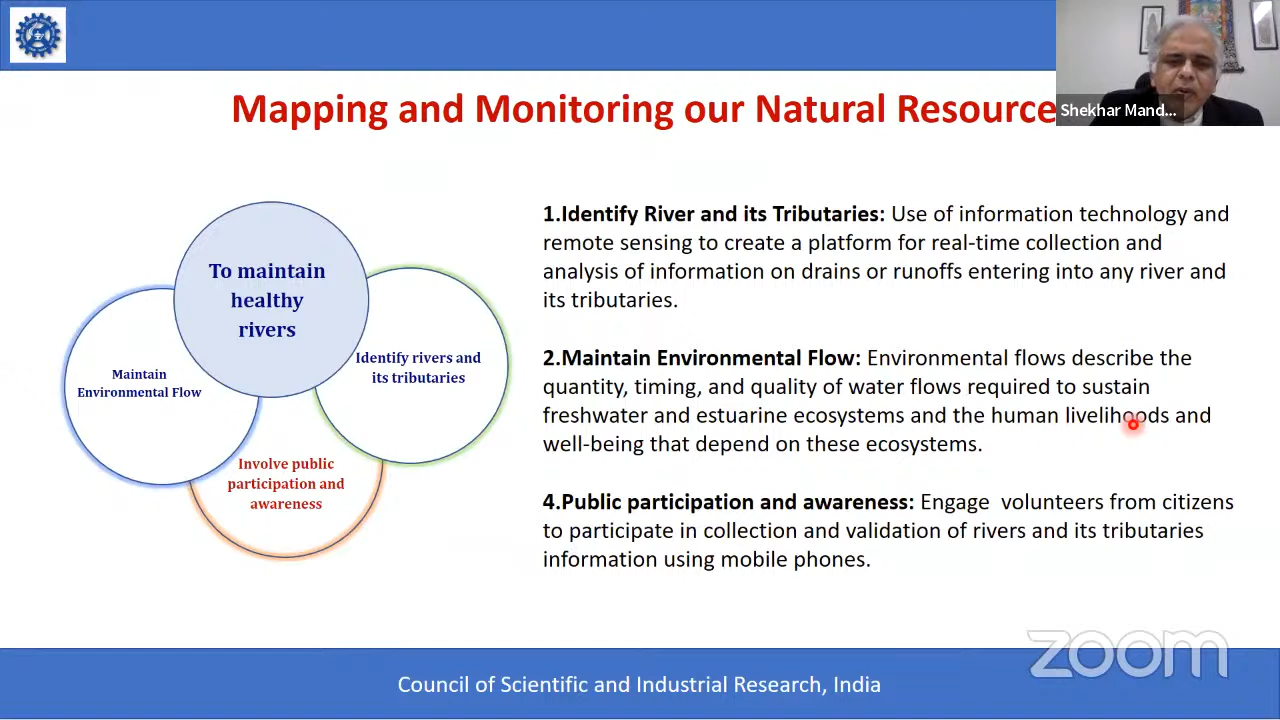 Mapping and Monitoring our Natural Resource
Shekhar Mand...
To maintain
healthy
rivers
Maintain
Environmental Flow
Identify rivers and
its tributaries
Involve public
participation and
awareness
1.Identify River and its Tributaries: Use of information technology and
remote sensing to create a platform for real-time collection and
analysis of information on drains or runoffs entering into any river and
its tributaries.
2.Maintain Environmental Flow: Environmental flows describe the
quantity, timing, and quality of water flows required to sustain
freshwater and estuarine ecosystems and the human livelihoods and
well-being that depend on these ecosystems.
4.Public participation and awareness: Engage  volunteers from citizens
to participate in collection and validation of rivers and its tributaries
information using mobile phones.
zoom
Council of Scientific and Industrial Research, India